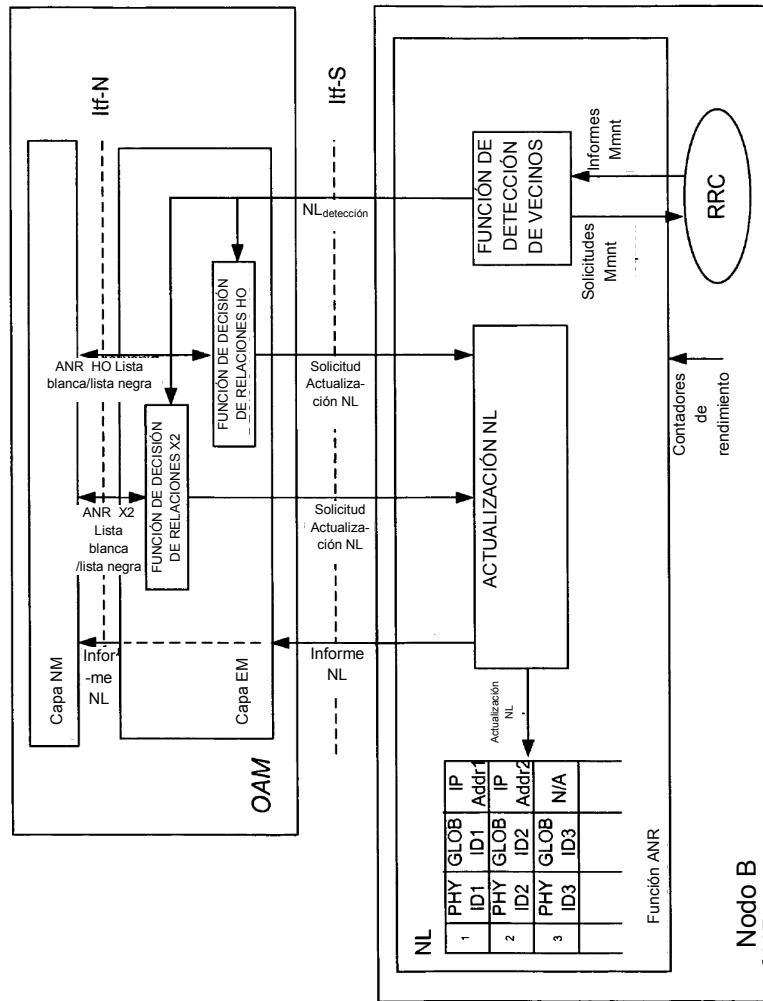 Itf-N
Itf-S
Capa NM
Capa EM
OAM
ANR HO Lista
blanca/lista negra
ANR X2
Lista
blanca
/lista negra
Infor-
-me
NL
FUNCIÓN DE DECISIÓN
DE RELACIONES HO
FUNCIÓN DE DECISIÓN
DE RELACIONES X2
NLdetección
Solicitud
Actualiza-
ción NL
Solicitud
Actualiza-
ción NL
Informe
NL
FUNCIÓN DE
DETECCIÓN
DE VECINOS
Solicitudes
Mmnt
Informes
Mmnt
RRC
ACTUALIZACIÓN NL
Contadores
de
rendimiento
Actualización
NL
NL
1 PHY ID1 GLOB ID1 IP Addr1
2 PHY ID2 GLOB ID2 IP Addr2
3 PHY ID3 GLOB ID3 N/A
Función ANR
Nodo B